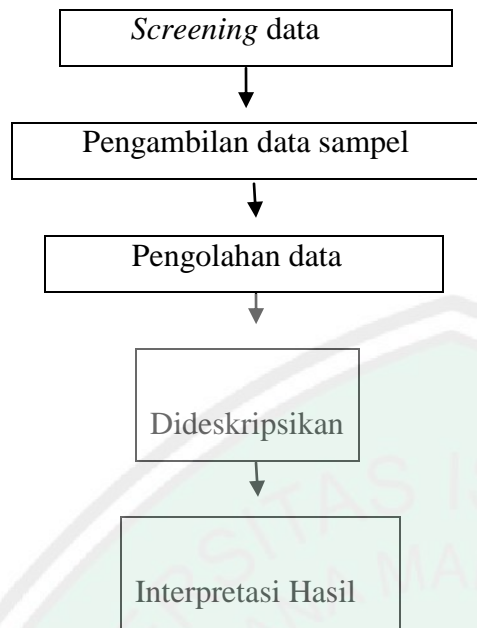 Screening data
Pengambilan data sampel
Pengolahan data
Dideskripsikan
Interpretasi Hasil